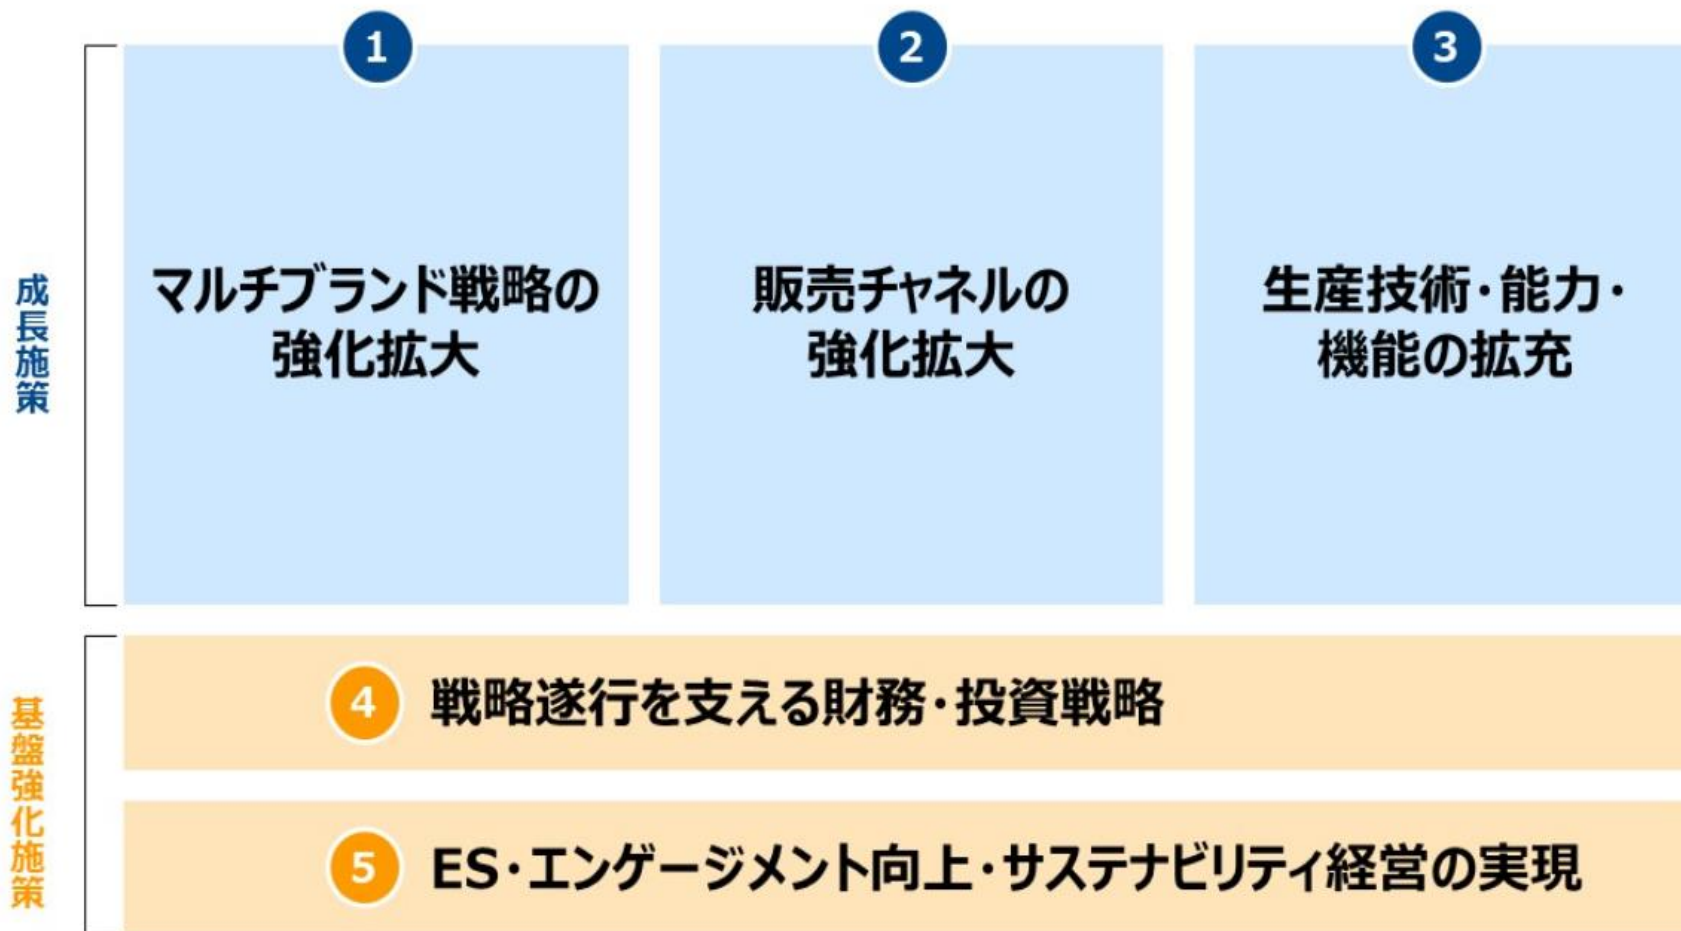 成長施策
1
マルチブランド戦略の
強化拡大
2
販売チャネルの
強化拡大
3
生産技術・能力・
機能の拡充
基盤強化施策
4 戦略遂行を支える財務・投資戦略
5 ES・エンゲージメント向上・サステナビリティ経営の実現